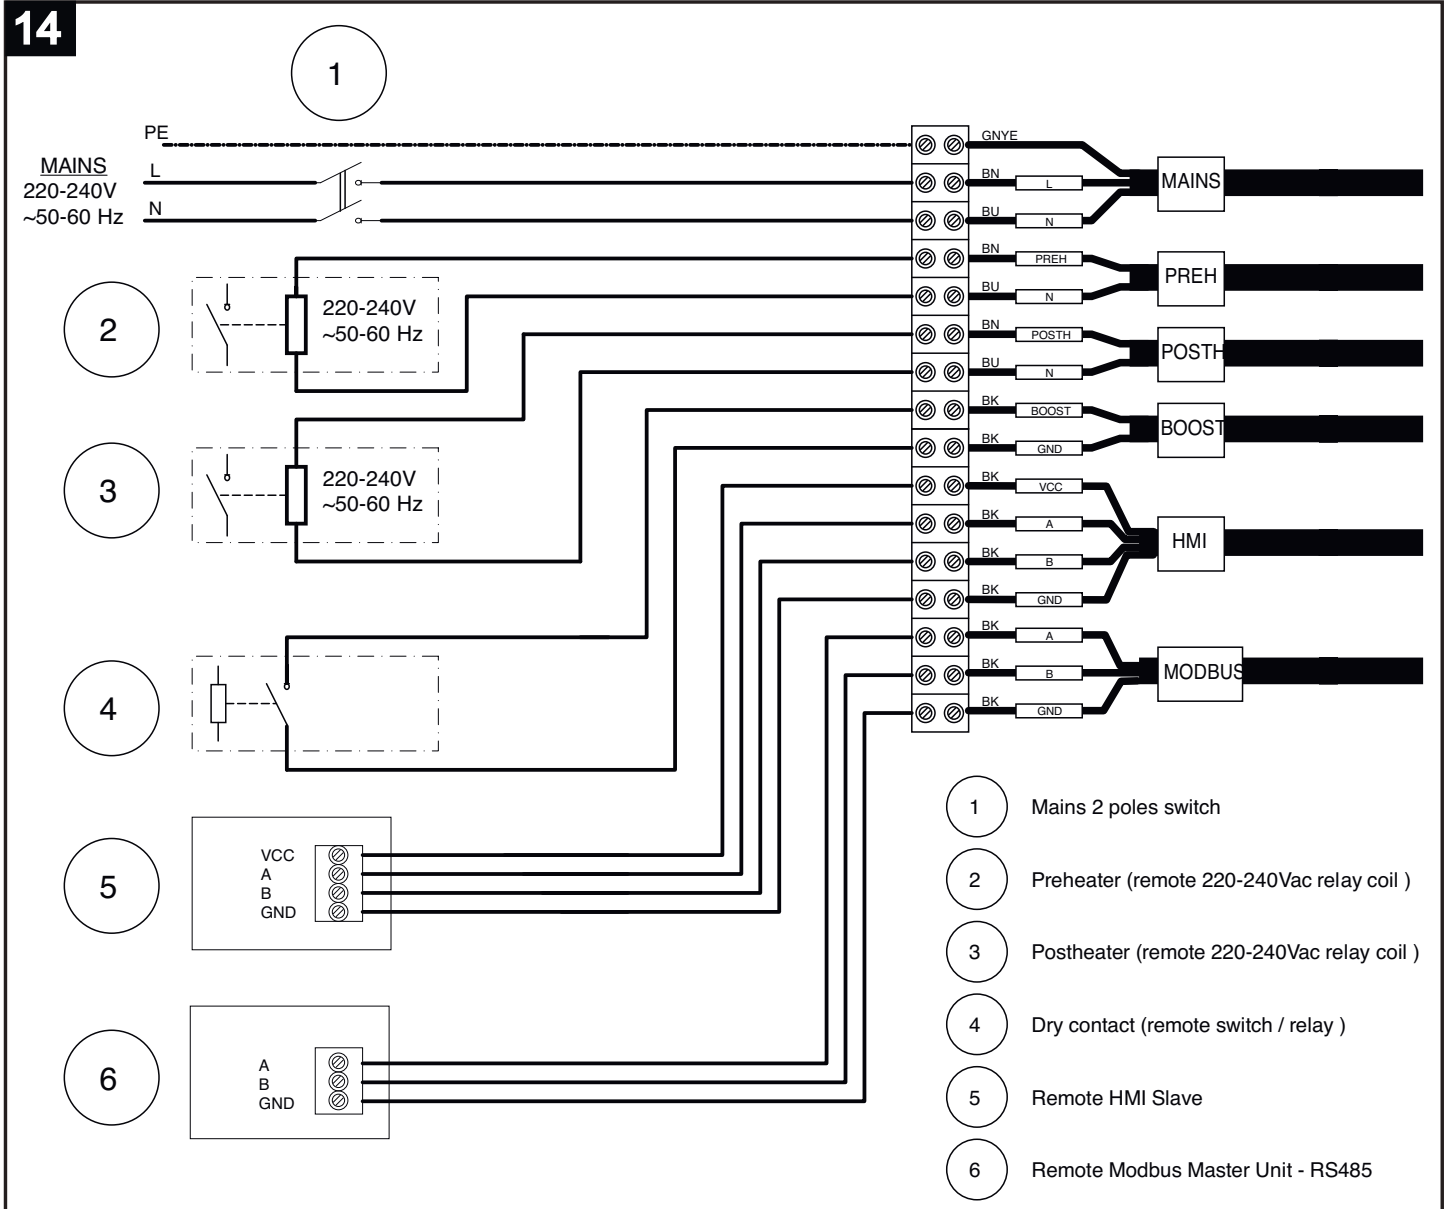 14
1
PE
MAINS
220-240V
~50-60 Hz
L
N
GNYE
BN
L
BU
N
MAINS
BN
PREH
BU
N
PREH
BN
POSTH
BU
N
POSTH
BK
BOOST
BK
GND
BOOST
BK
VCC
BK
A
BK
B
BK
GND
HMI
BK
A
BK
B
BK
GND
MODBUS
2
220-240V
~50-60 Hz
3
220-240V
~50-60 Hz
4
5
VCC
A
B
GND
6
A
B
GND
1 Mains 2 poles switch
2 Preheater (remote 220-240Vac relay coil )
3 Postheater (remote 220-240Vac relay coil )
4 Dry contact (remote switch / relay )
5 Remote HMI Slave
6 Remote Modbus Master Unit - RS485